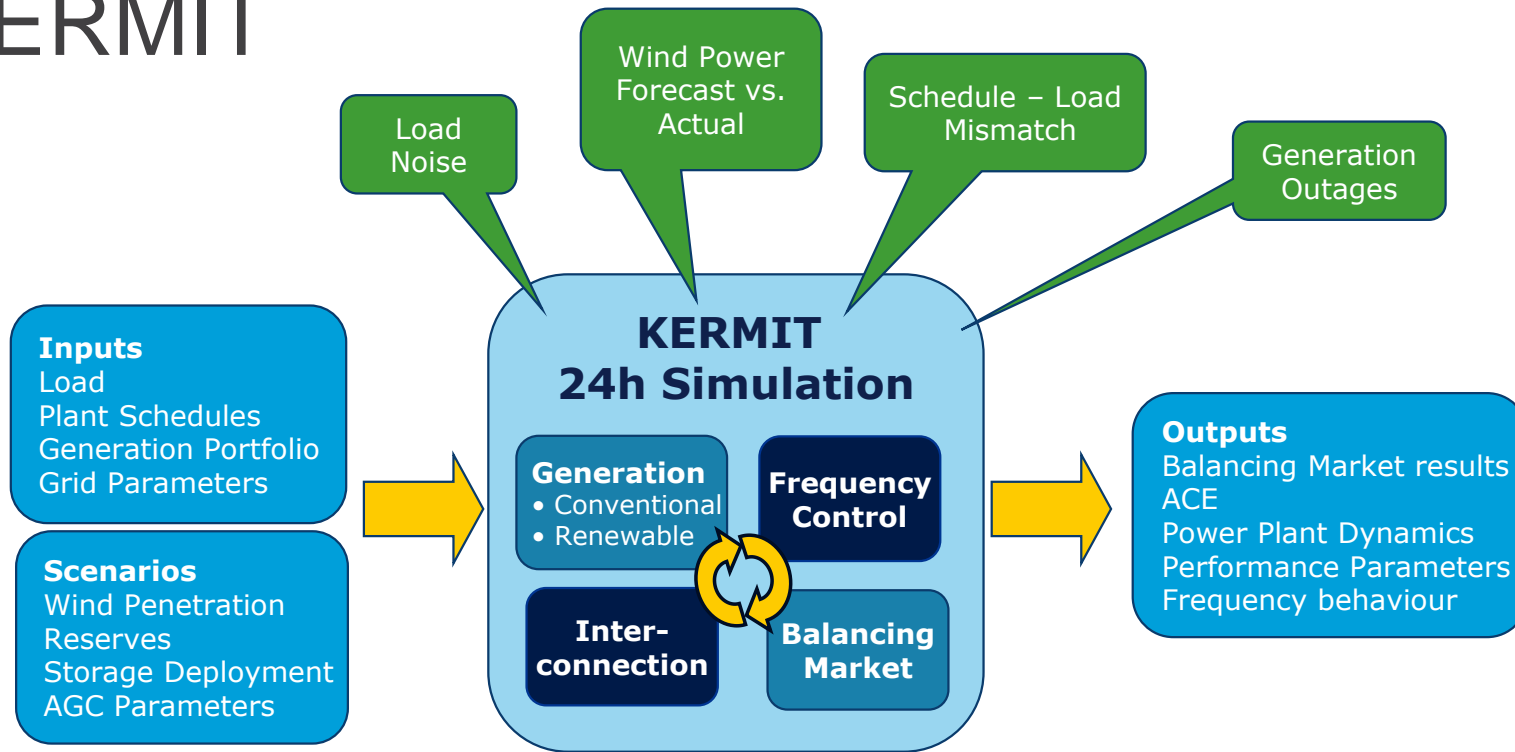 ERMIT
Load
Noise
Wind Power
Forecast vs.
Actual
Schedule – Load
Mismatch
Generation
Outages
Inputs
Load
Plant Schedules
Generation Portfolio
Grid Parameters
Scenarios
Wind Penetration
Reserves
Storage Deployment
AGC Parameters
KERMIT
24h Simulation
Generation
• Conventional
• Renewable
Frequency
Control
Inter-
connection
Balancing
Market
Outputs
Balancing Market results
ACE
Power Plant Dynamics
Performance Parameters
Frequency behaviour